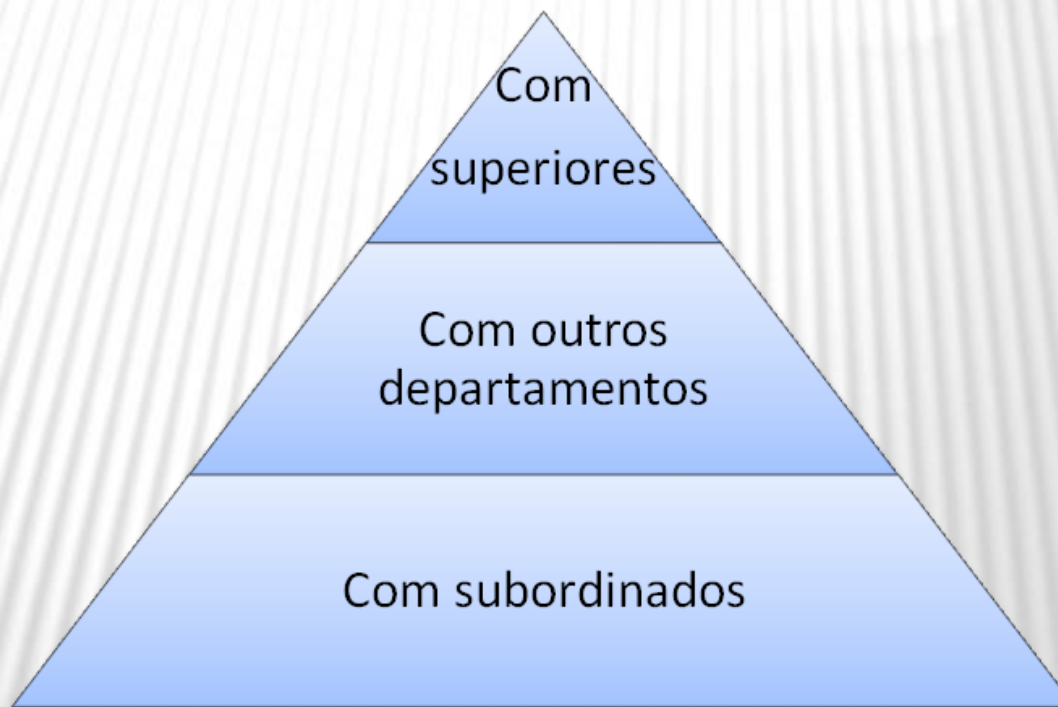 Com
superiores
Com outros
departamentos
Com subordinados